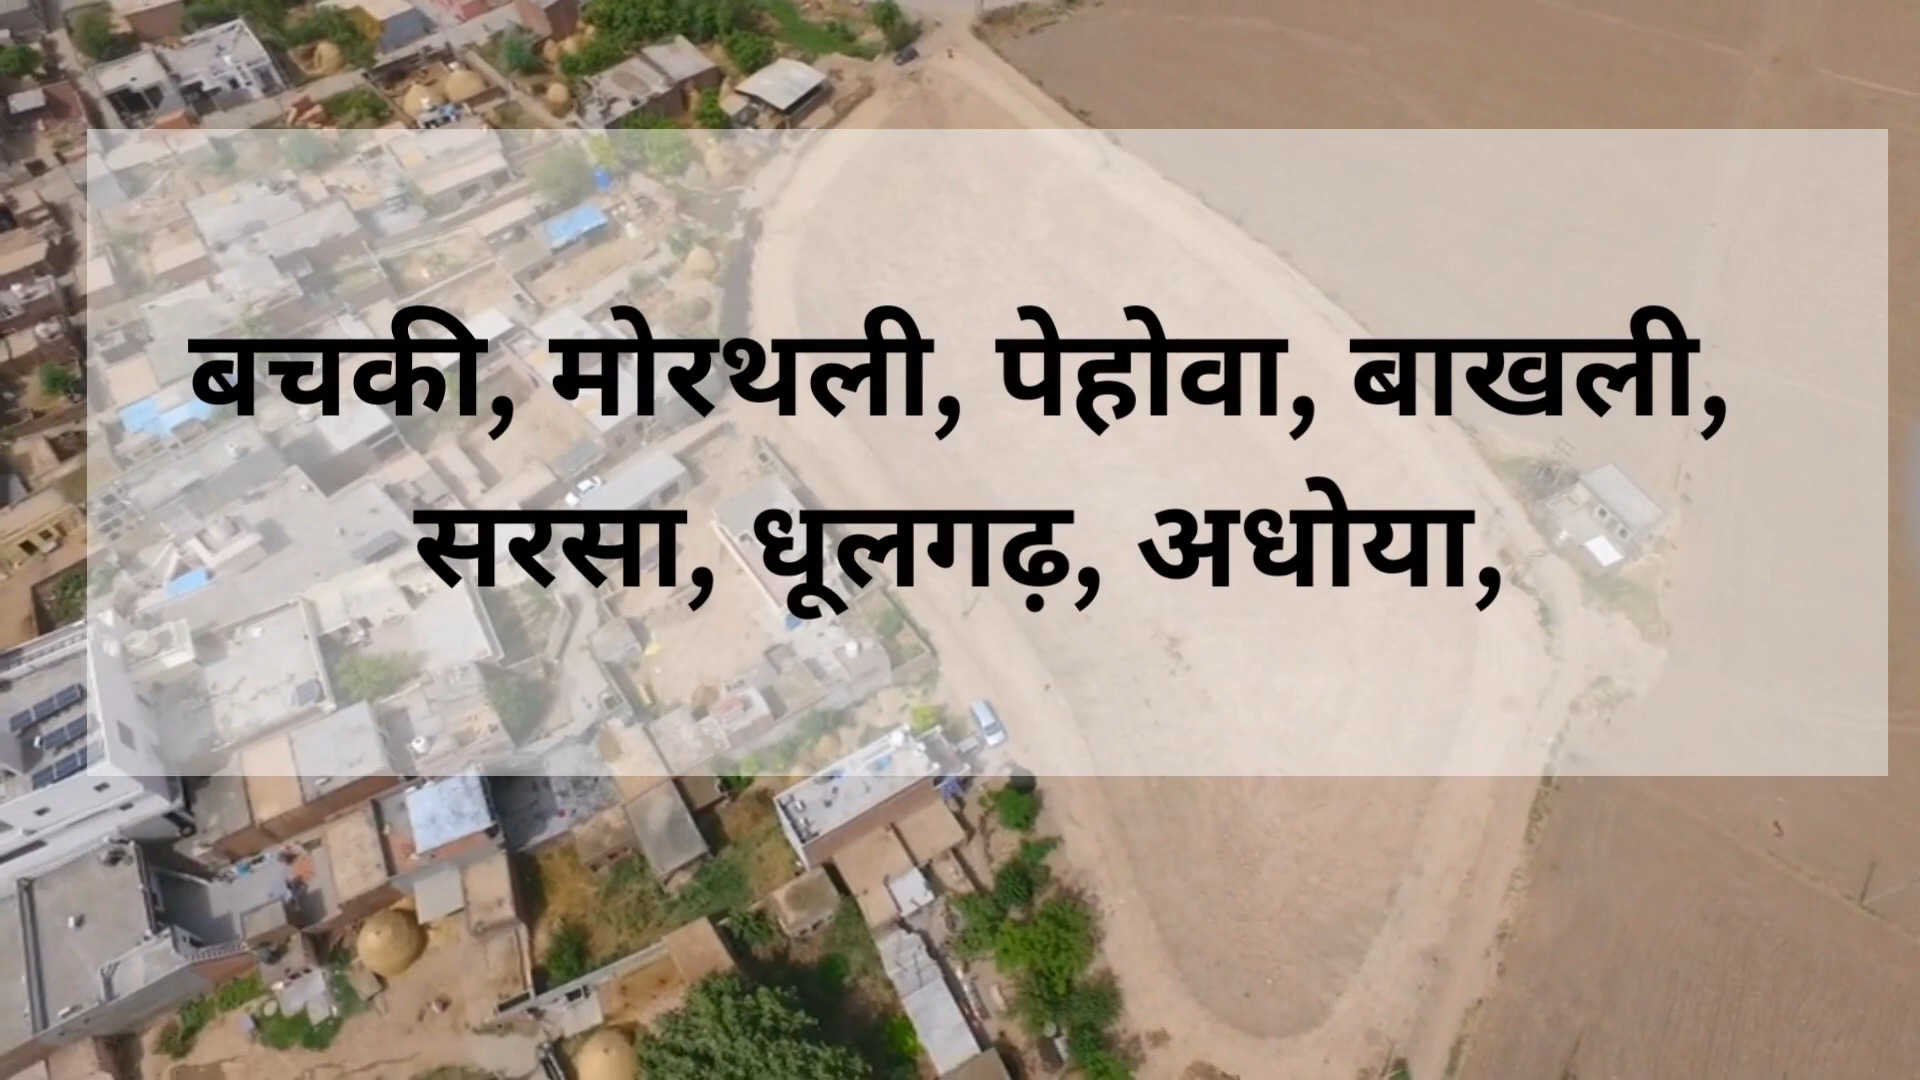 बचकी, मोरथली, पेहोवा, बाखली,
सरसा, धूलगढ़, अधोया,